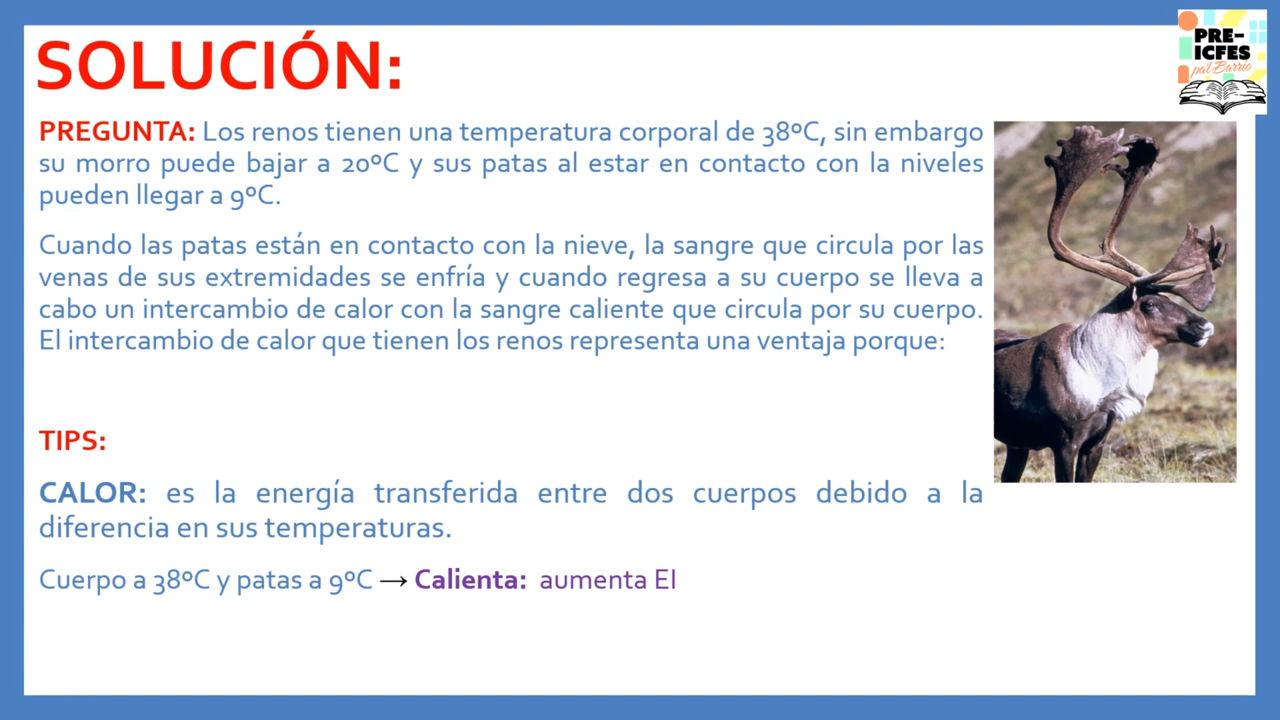 SOLUCIÓN:
PRE-
ICFES
pa'l Barrio
PREGUNTA: Los renos tienen una temperatura corporal de 38ºC, sin embargo
su morro puede bajar a 20ºC y sus patas al estar en contacto con la niveles
pueden llegar a 9ºC.
Cuando las patas están en contacto con la nieve, la sangre que circula por las
venas de sus extremidades se enfría y cuando regresa a su cuerpo se lleva a
cabo un intercambio de calor con la sangre caliente que circula por su cuerpo.
El intercambio de calor que tienen los renos representa una ventaja porque:
TIPS:
CALOR: es la energía transferida entre dos cuerpos debido a la
diferencia en sus temperaturas.
Cuerpo a 38ºC y patas a 9ºC → Calienta: aumenta EI